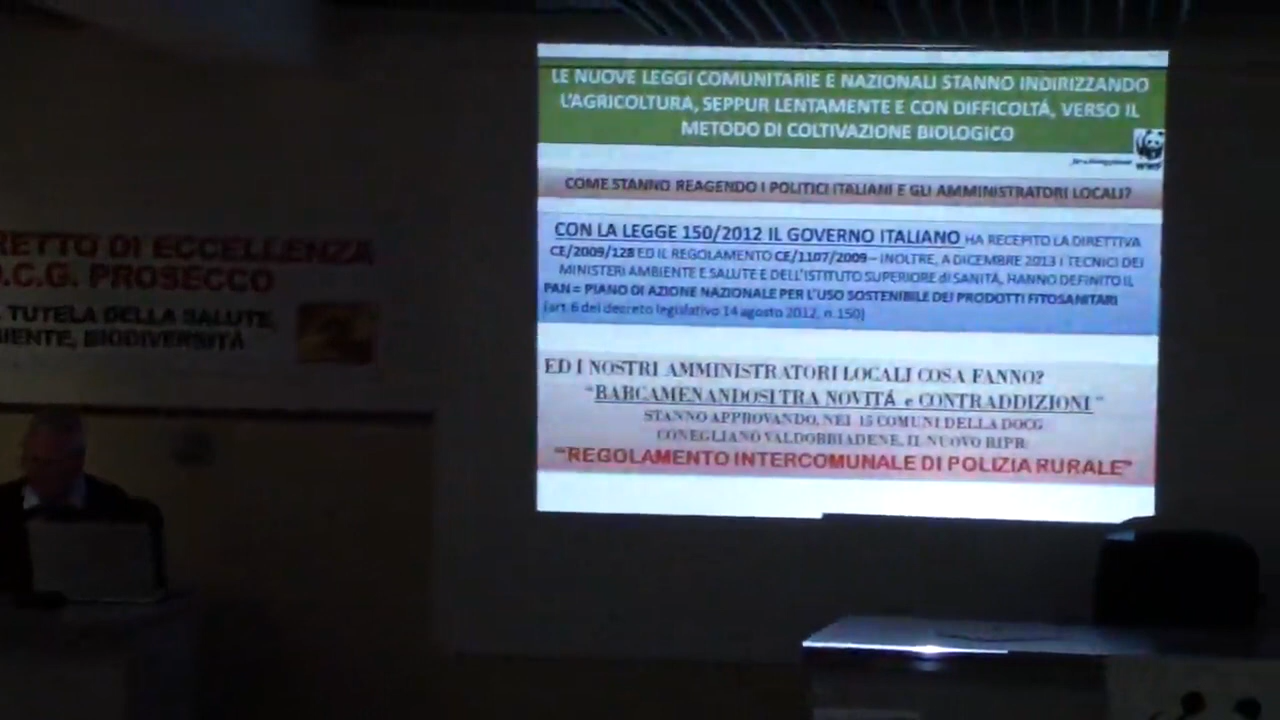 LE NUOVE LEGGI COMUNITARIE E NAZIONALI STANNO INDIRIZZANDO
L'AGRICOLTURA, SEPPUR LENTAMENTE E CON DIFFICOLTÁ, VERSO IL
METODO DI COLTIVAZIONE BIOLOGICO
WWF
COME STANNO REAGENDO I POLITICI ITALIANI E GLI AMMINISTRATORI LOCALI?
CON LA LEGGE 150/2012 IL GOVERNO ITALIANO HA RECEPITO LA DIRETTIVA
CE/2009/128 ED IL REGOLAMENTO CE/1107/2009 – INOLTRE, A DICEMBRE 2013 I TECNICI DEI
MINISTERI AMBIENTE E SALUTE E DELL'ISTITUTO SUPERIORE di SANITÁ, HANNO DEFINITO IL
PAN = PIANO DI AZIONE NAZIONALE PER L'USO SOSTENIBILE DEI PRODOTTI FITOSANITARI
(art. 6 del decreto legislativo 14 agosto 2012, n.150)
ED I NOSTRI AMMINISTRATORI LOCALI COSA FANNO?
"BARCAMENANDOSI TRA NOVITÁ e CONTRADDIZIONI"
STANNO APPROVANDO, NEI 15 COMUNI DELLA DOCG
CONEGLIANO VALDOBBIADENE, IL NUOVO RIPR
"REGOLAMENTO INTERCOMUNALE DI POLIZIA RURALE"
RETTO DI ECCELLENZA
O.C.G. PROSECCO
TUTELA DELLA SALUTE,
IENTE, BIODIVERSITÀ